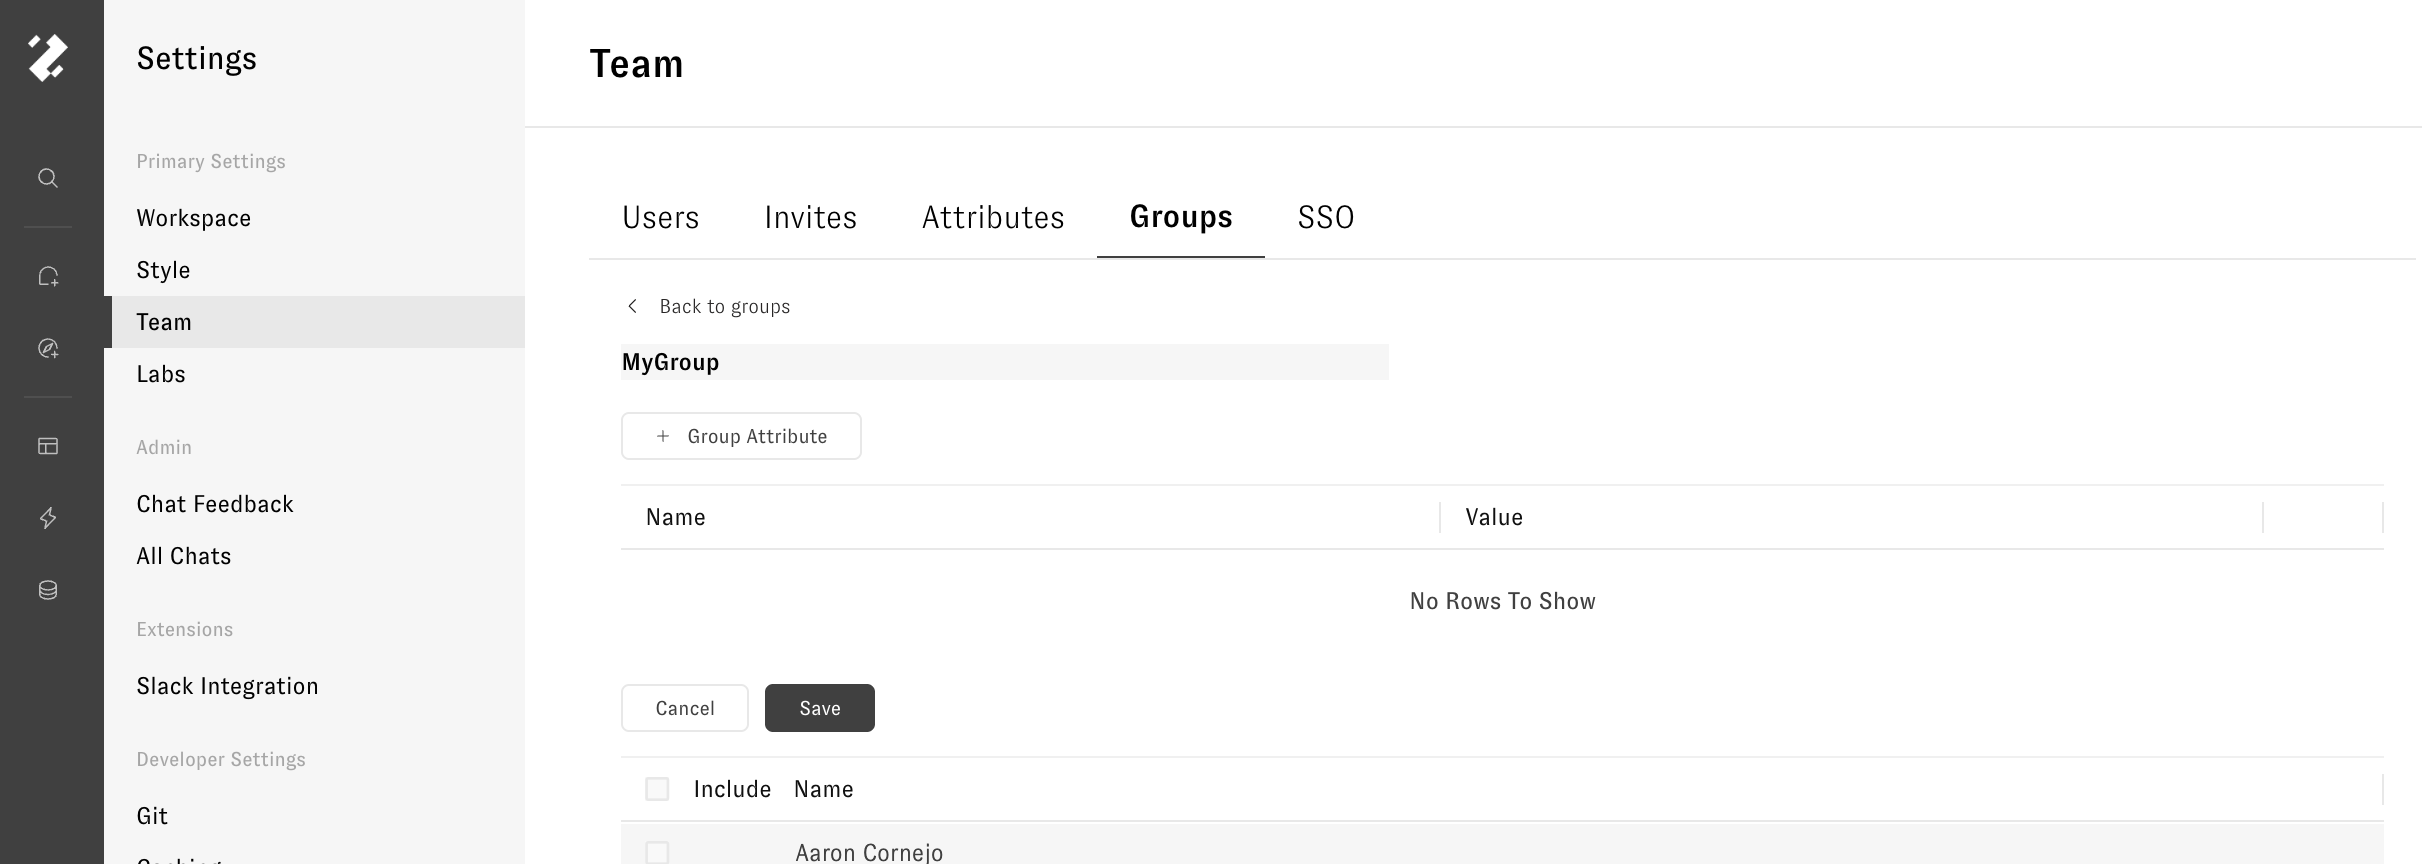 Settings
Primary Settings
Workspace
Style
Team
Labs
Admin
Chat Feedback
All Chats
Extensions
Slack Integration
Developer Settings
Git
Team
Users Invites Attributes Groups SSO
Back to groups
MyGroup
+ Group Attribute
Name Value
No Rows To Show
Cancel Save
Include Name
Aaron Cornejo